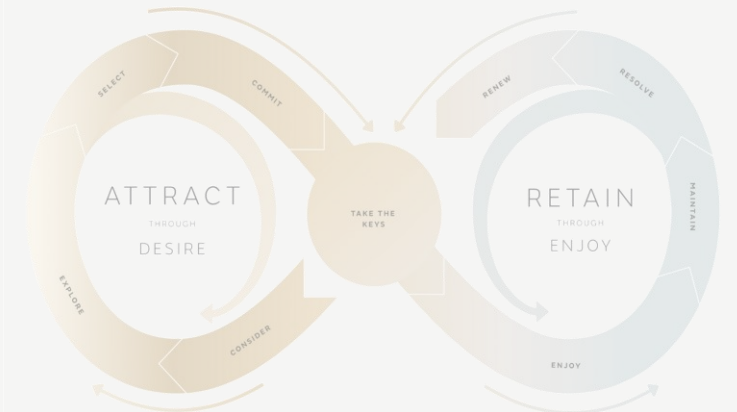 SELECT
COMMIT
ATTRACT
THROUGH
DESIRE
EXPLORE
CONSIDER
TAKE THE
KEYS
RENEW
RESOLVE
RETAIN
THROUGH
ENJOY
MAINTAIN
ENJOY